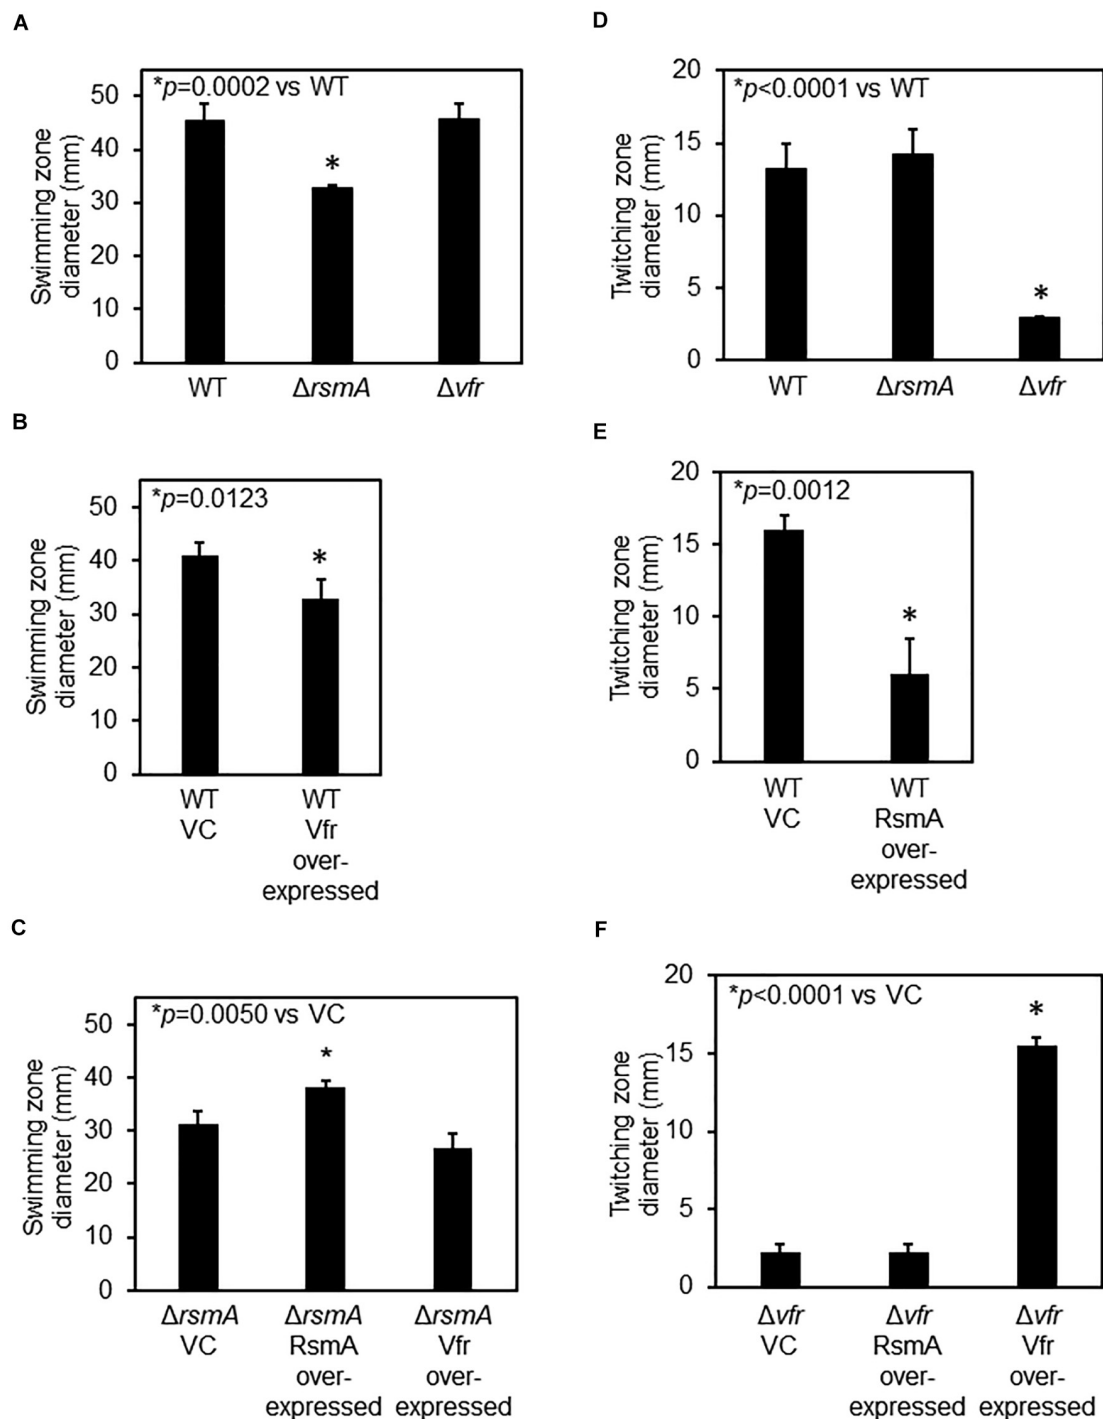 A
*p=0.0002 vs WT
Swimming zone
diameter (mm)
50
40
30
20
10
0
*
WT ΔrsmA Δvfr
B
*p=0.0123
Swimming zone
diameter (mm)
50
40
30
20
10
0
*
WT WT
VC Vfr
over-
expressed
C
*p=0.0050 vs VC
Swimming zone
diameter (mm)
50
40
30
20
10
0
*
ΔrsmA ΔrsmA ΔrsmA
VC RsmA Vfr
over- over-
expressed expressed
D
*p<0.0001 vs WT
Twitching zone
diameter (mm)
20
15
10
5
0
*
WT ΔrsmA Δvfr
E
*p=0.0012
Twitching zone
diameter (mm)
20
15
10
5
0
*
WT WT
VC RsmA
over-
expressed
F
*p<0.0001 vs VC
Twitching zone
diameter (mm)
20
15
10
5
0
*
Δvfr Δvfr Δvfr
VC RsmA Vfr
over- over-
expressed expressed